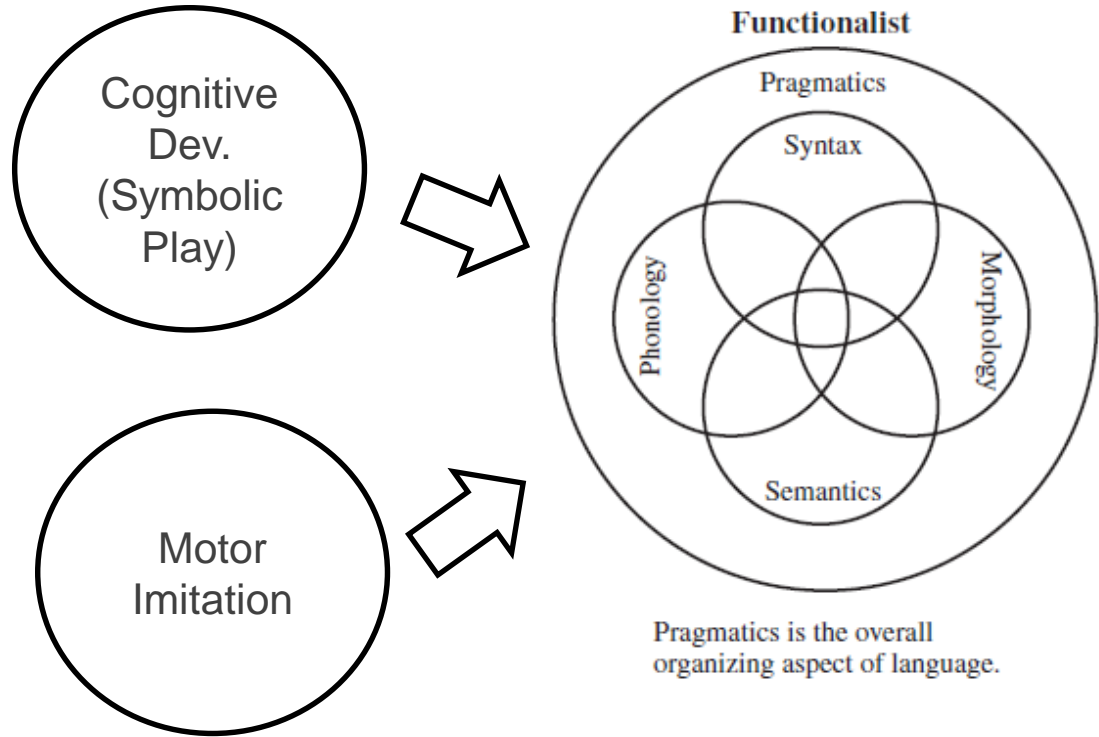 Cognitive
Dev.
(Symbolic
Play)
Motor
Imitation
Functionalist
Pragmatics
Syntax
Phonology
Morphology
Semantics
Pragmatics is the overall
organizing aspect of language.